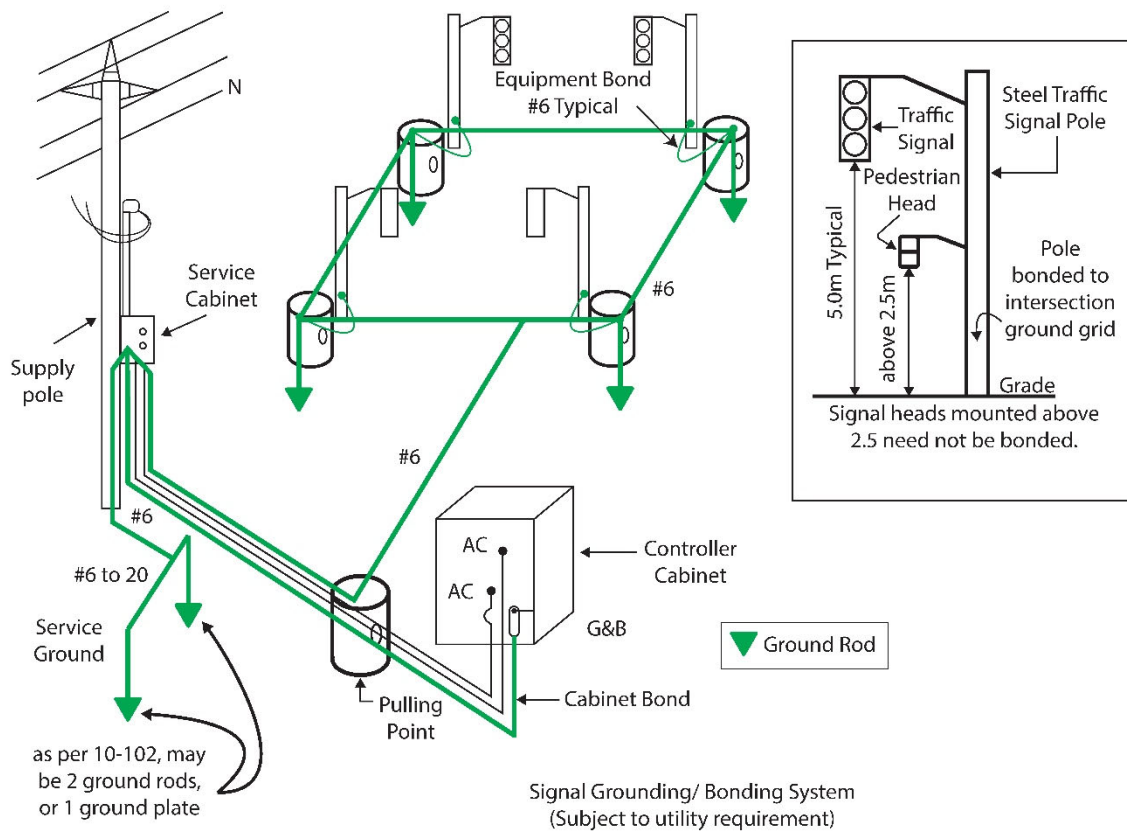 N
Equipment Bond
#6 Typical
Service
Cabinet
Supply
pole
#6
#6
#6
#6 to 20
Service
Ground
as per 10-102, may
be 2 ground rods,
or 1 ground plate
Pulling
Point
AC
AC
G&B
Controller
Cabinet
Cabinet Bond
Ground Rod
Signal Grounding/ Bonding System
(Subject to utility requirement)
Traffic
Signal
Steel Traffic
Signal Pole
Pedestrian
Head
5.0m Typical
above 2.5m
Pole
bonded to
intersection
ground grid
Grade
Signal heads mounted above
2.5 need not be bonded.